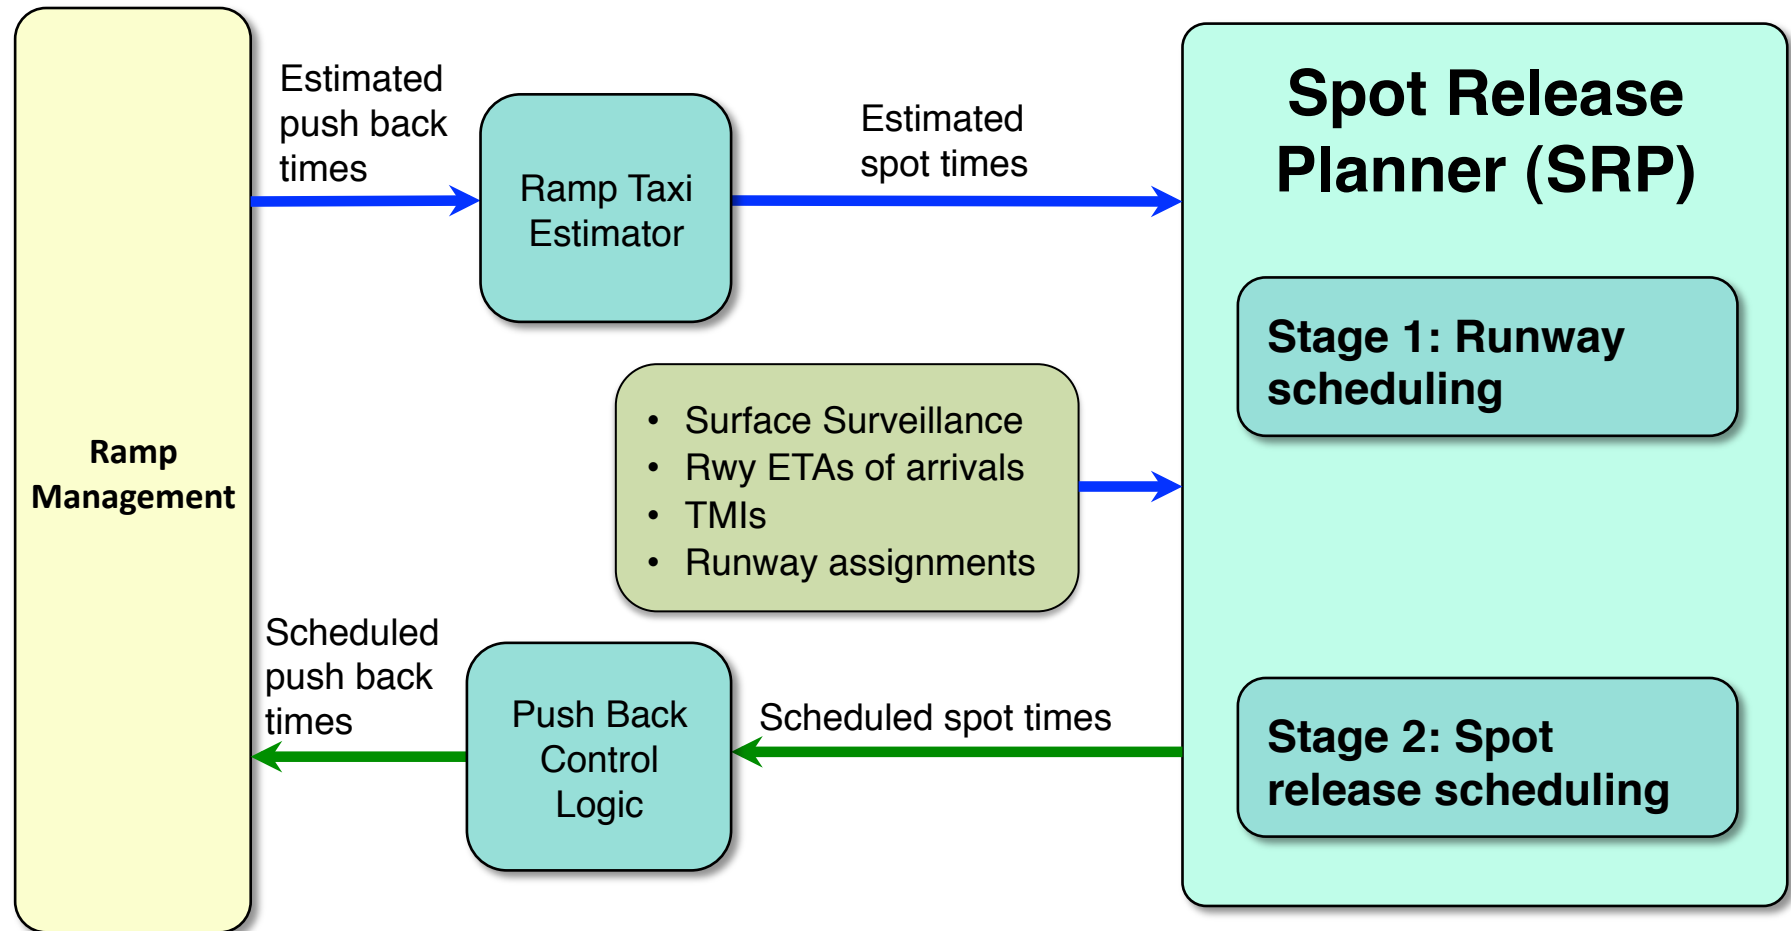 Ramp
Management
Estimated
push back
times
Ramp Taxi
Estimator
Estimated
spot times
Spot Release
Planner (SRP)
Stage 1: Runway
scheduling
• Surface Surveillance
• Rwy ETAs of arrivals
• TMIs
• Runway assignments
Scheduled
push back
times
Push Back
Control
Logic
Scheduled spot times
Stage 2: Spot
release scheduling